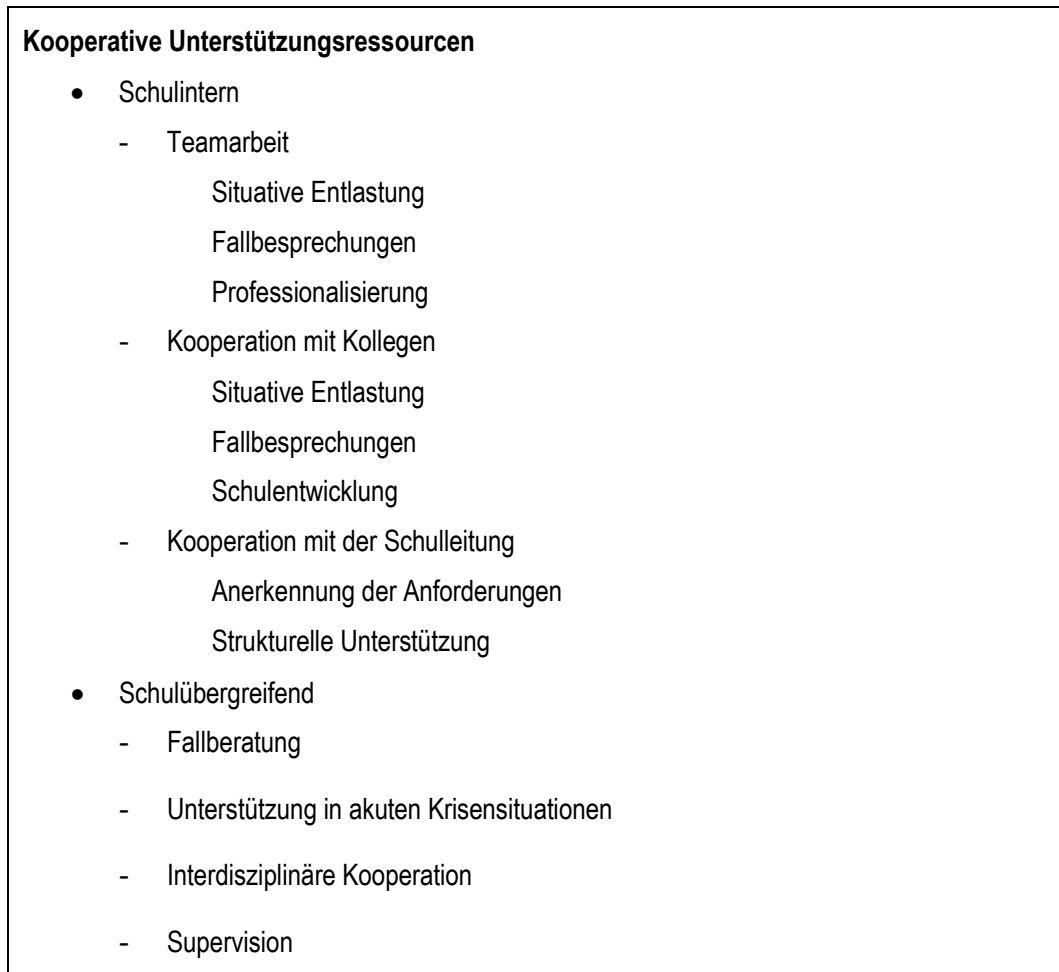 Kooperative Unterstützungsressourcen
• Schulintern
- Teamarbeit
Situative Entlastung
Fallbesprechungen
Professionalisierung
- Kooperation mit Kollegen
Situative Entlastung
Fallbesprechungen
Schulentwicklung
- Kooperation mit der Schulleitung
Anerkennung der Anforderungen
Strukturelle Unterstützung
• Schulübergreifend
- Fallberatung
- Unterstützung in akuten Krisensituationen
- Interdisziplinäre Kooperation
- Supervision